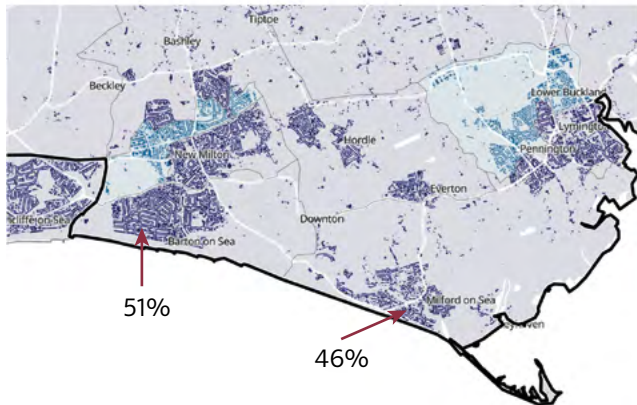 Tiptoe
Bashley
Beckley
Lower Buckland
Lymington
Hordle
New Milton
Pennington
Everton
Downton
Barton on Sea
Milford on Sea
51%
46%